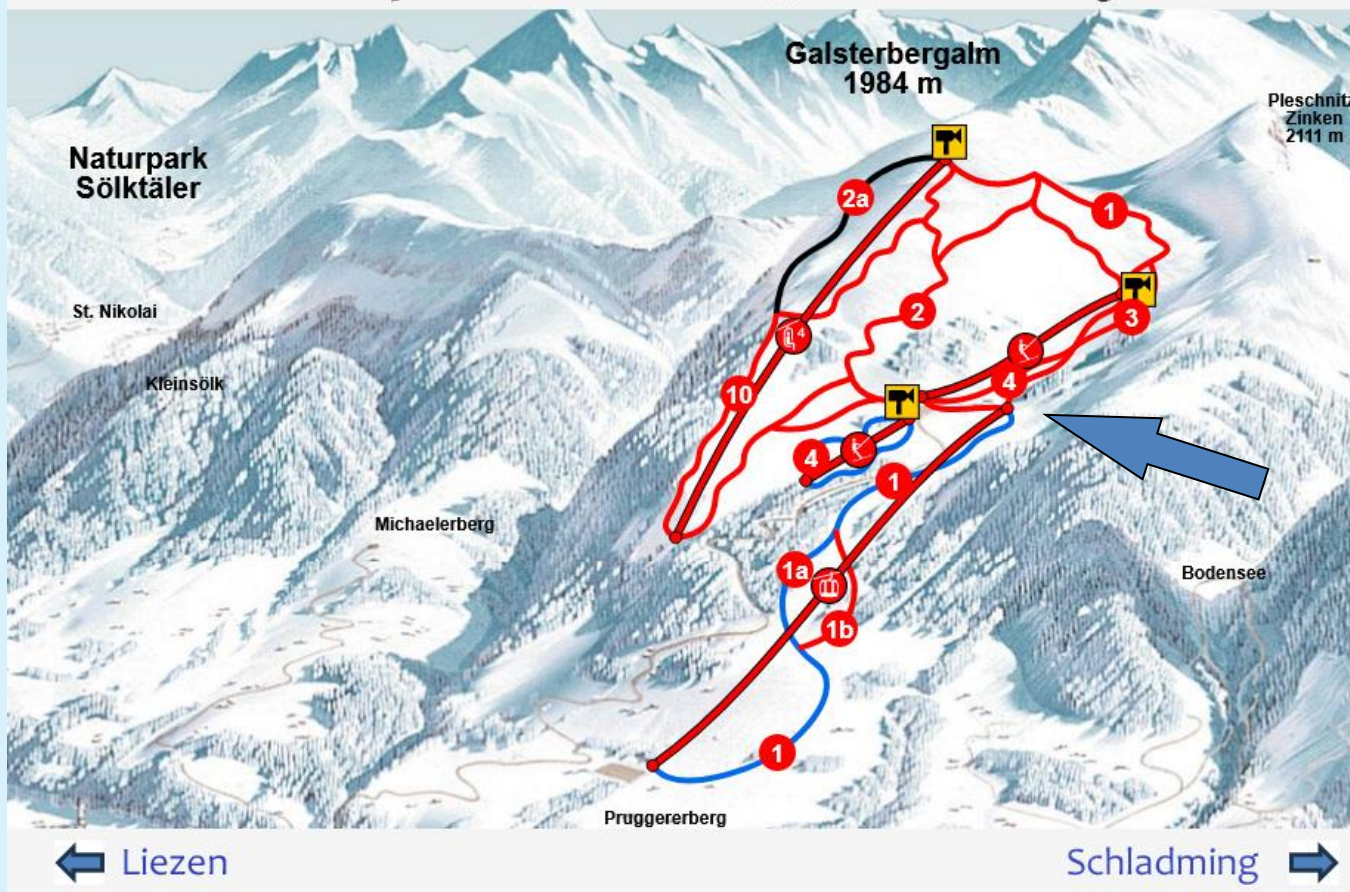 Galsterbergalm
1984 m
Pleschnitz
Zinken
2111 m
Naturpark
Sölktäler
2a
1
St. Nikolai
2
3
4
Kleinsölk
4
10
4
1
Michaelerberg
1a
Bodensee
1b
1
Pruggererberg
Liezen
Schladming